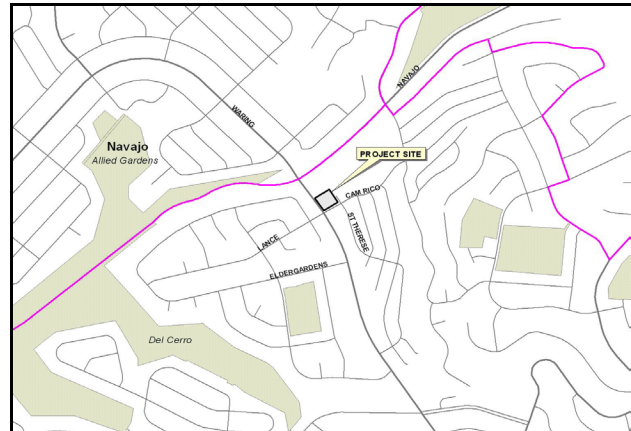 NAVAJO
WARING
Navajo
Allied Gardens
PROJECT SITE
CAM RICO
ST THERESE
LANCE
ELDERGARDENS
Del Cerro